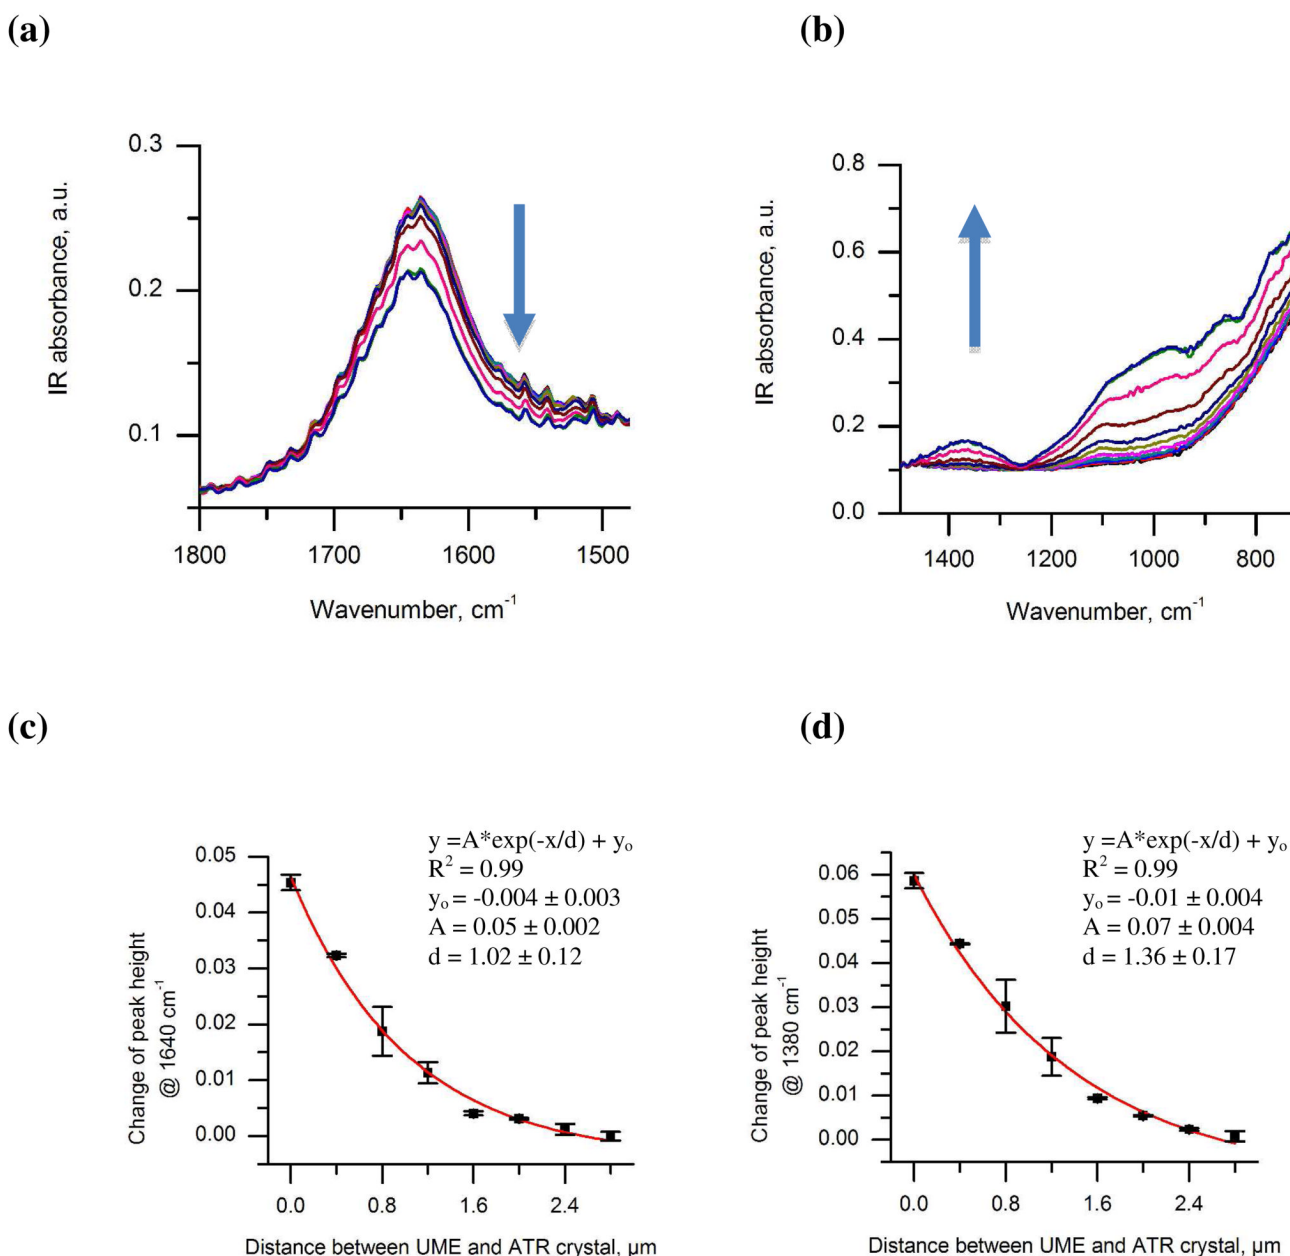 (a)
(b)
IR absorbance, a.u.
0.3
0.2
0.1
1800 1700 1600 1500
Wavenumber, cm⁻¹
IR absorbance, a.u.
0.8
0.6
0.4
0.2
0.0
1400 1200 1000 800
Wavenumber, cm⁻¹
(c)
(d)
Change of peak height
@ 1640 cm⁻¹
0.05
0.04
0.03
0.02
0.01
0.00
y =A*exp(-x/d) + yₒ
R² = 0.99
yₒ = -0.004 ± 0.003
A = 0.05 ± 0.002
d = 1.02 ± 0.12
0.0 0.8 1.6 2.4
Distance between UME and ATR crystal, µm
Change of peak height
@ 1380 cm⁻¹
0.06
0.05
0.04
0.03
0.02
0.01
0.00
y =A*exp(-x/d) + yₒ
R² = 0.99
yₒ = -0.01 ± 0.004
A = 0.07 ± 0.004
d = 1.36 ± 0.17
0.0 0.8 1.6 2.4
Distance between UME and ATR crystal, µm